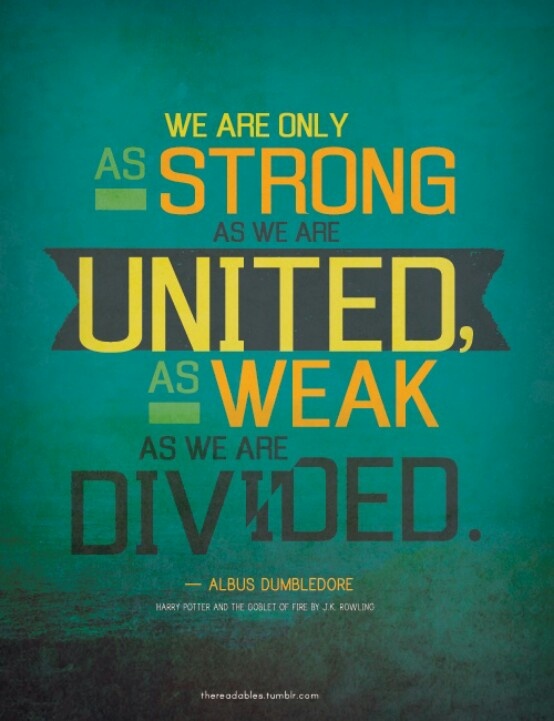 WE ARE ONLY
AS STRONG
AS WE ARE
UNITED,
AS WEAK
AS WE ARE
DIVIDED.
— ALBUS DUMBLEDORE
HARRY POTTER AND THE GOBLET OF FIRE BY J.K. ROWLING
thereadables.tumblr.com